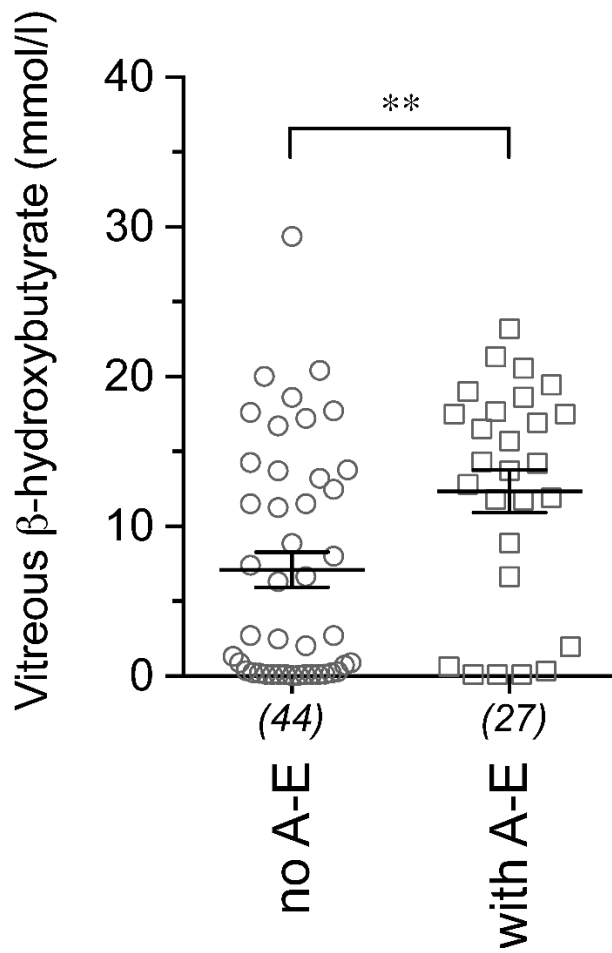 Vitreous β-hydroxybutyrate (mmol/l)
40
**
30
20
10
0
(44)
(27)
no A-E
with A-E